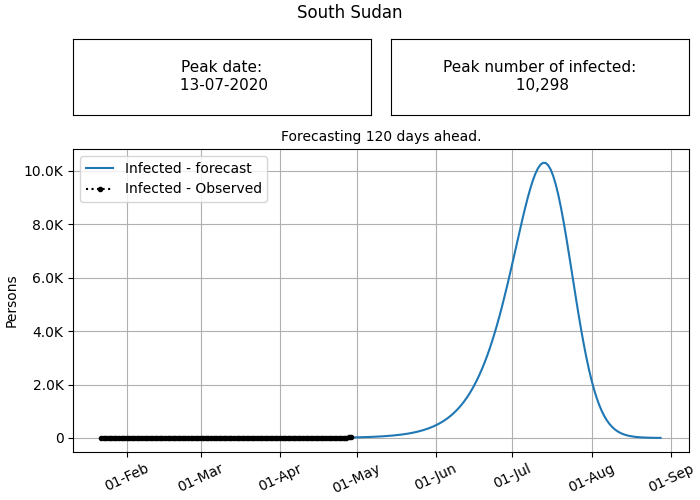 South Sudan
Peak date:
13-07-2020
Peak number of infected:
10,298
Forecasting 120 days ahead.
Infected - forecast
Infected - Observed
10.0K
8.0K
6.0K
4.0K
2.0K
0
Persons
01-Feb
01-Mar
01-Apr
01-May
01-Jun
01-Jul
01-Aug
01-Sep